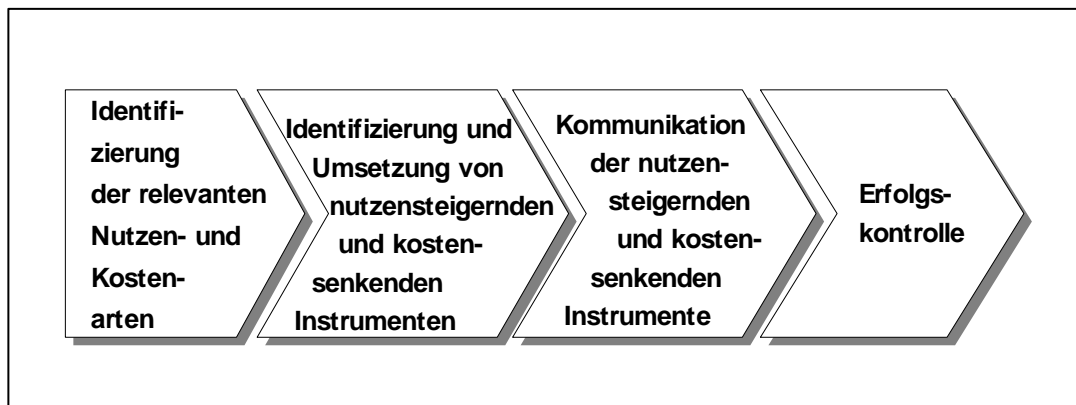 Identifi-
zierung
der relevanten
Nutzen- und
Kosten-
arten
Identifizierung und
Umsetzung von
nutzensteigernden
und kosten-
senkenden
Instrumenten
Kommunikation
der nutzen-
steigernden
und kosten-
senkenden
Instrumente
Erfolgs-
kontrolle